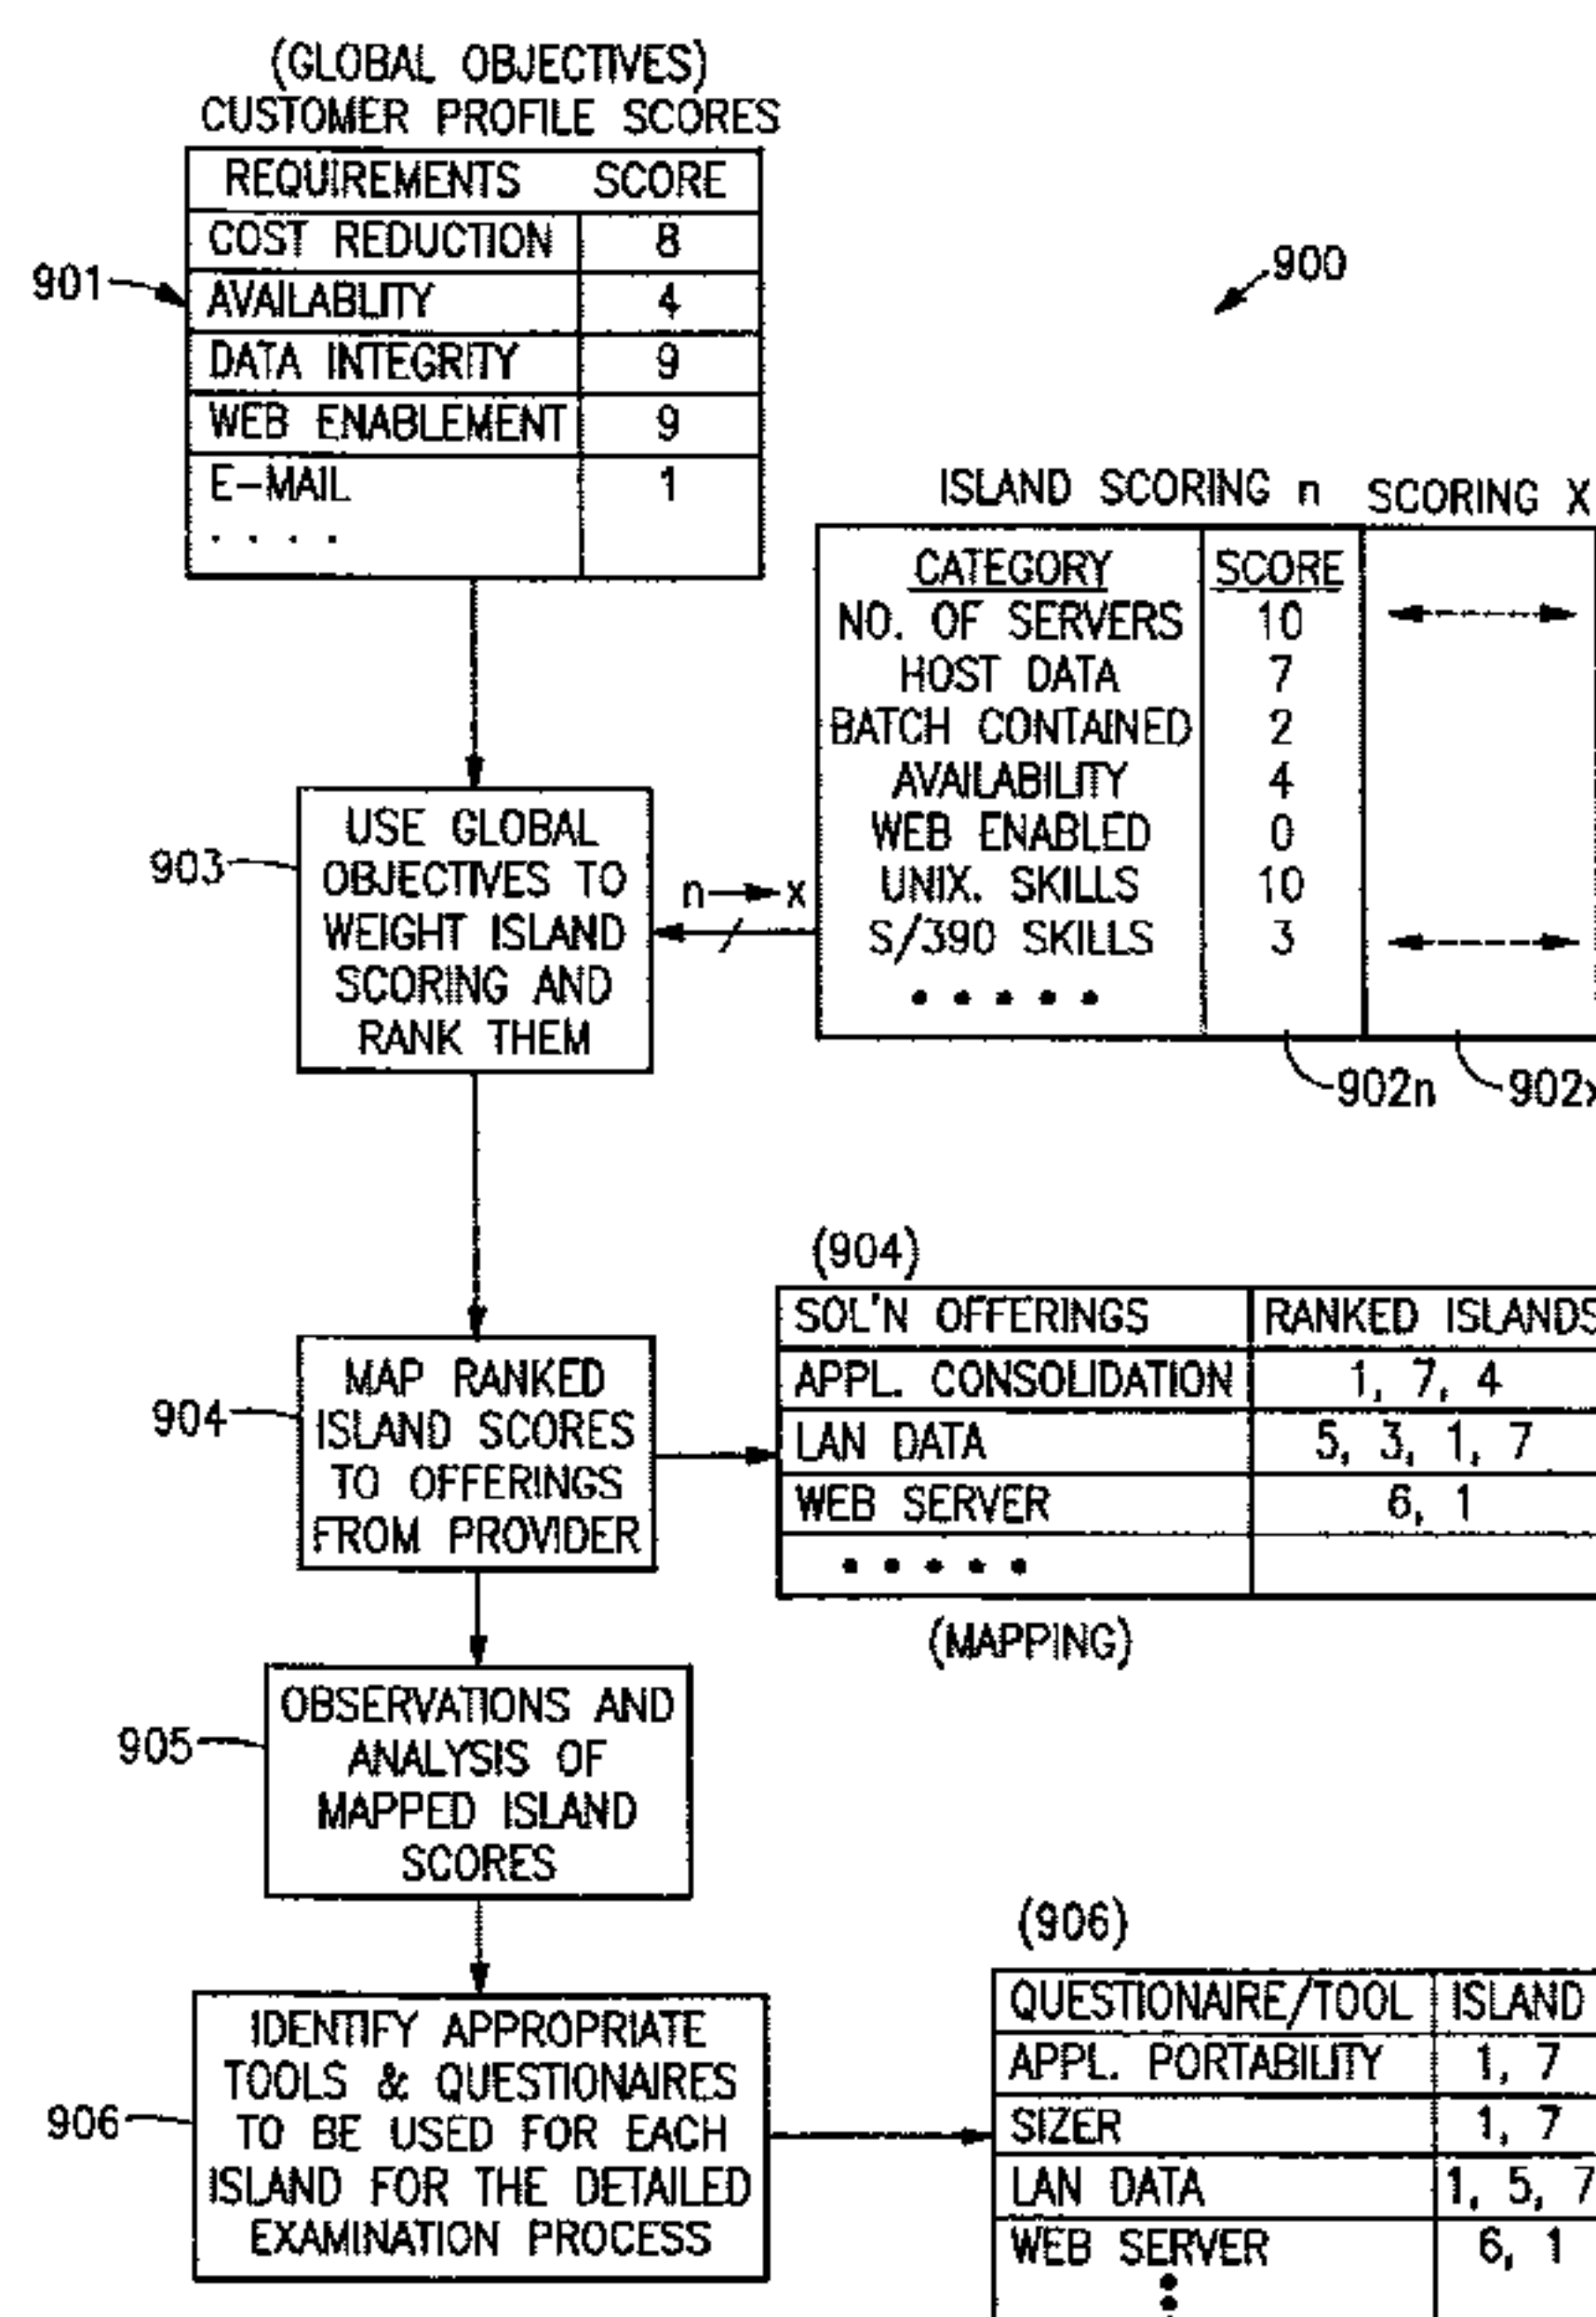 (GLOBAL OBJECTIVES)
CUSTOMER PROFILE SCORES
REQUIREMENTS SCORE
COST REDUCTION 8
901
AVAILABLITY 4
DATA INTEGRITY 9
WEB ENABLEMENT 9
E-MAIL 1
. . . .
900
ISLAND SCORING n SCORING X
CATEGORY SCORE
NO. OF SERVERS 10
HOST DATA 7
BATCH CONTAINED 2
AVAILABILITY 4
WEB ENABLED 0
UNIX. SKILLS 10
S/390 SKILLS 3
• • • • •
902n 902x
903
USE GLOBAL
OBJECTIVES TO
WEIGHT ISLAND
SCORING AND
RANK THEM
n x
904
MAP RANKED
ISLAND SCORES
TO OFFERINGS
FROM PROVIDER
(904)
SOL'N OFFERINGS RANKED ISLANDS
APPL. CONSOLIDATION 1, 7, 4
LAN DATA 5, 3, 1, 7
WEB SERVER 6, 1
• • • • •
(MAPPING)
905
OBSERVATIONS AND
ANALYSIS OF
MAPPED ISLAND
SCORES
906
IDENTIFY APPROPRIATE
TOOLS & QUESTIONAIRES
TO BE USED FOR EACH
ISLAND FOR THE DETAILED
EXAMINATION PROCESS
(906)
QUESTIONAIRE/TOOL ISLAND
APPL. PORTABILITY 1, 7
SIZER 1, 7
LAN DATA 1, 5, 7
WEB SERVER 6, 1